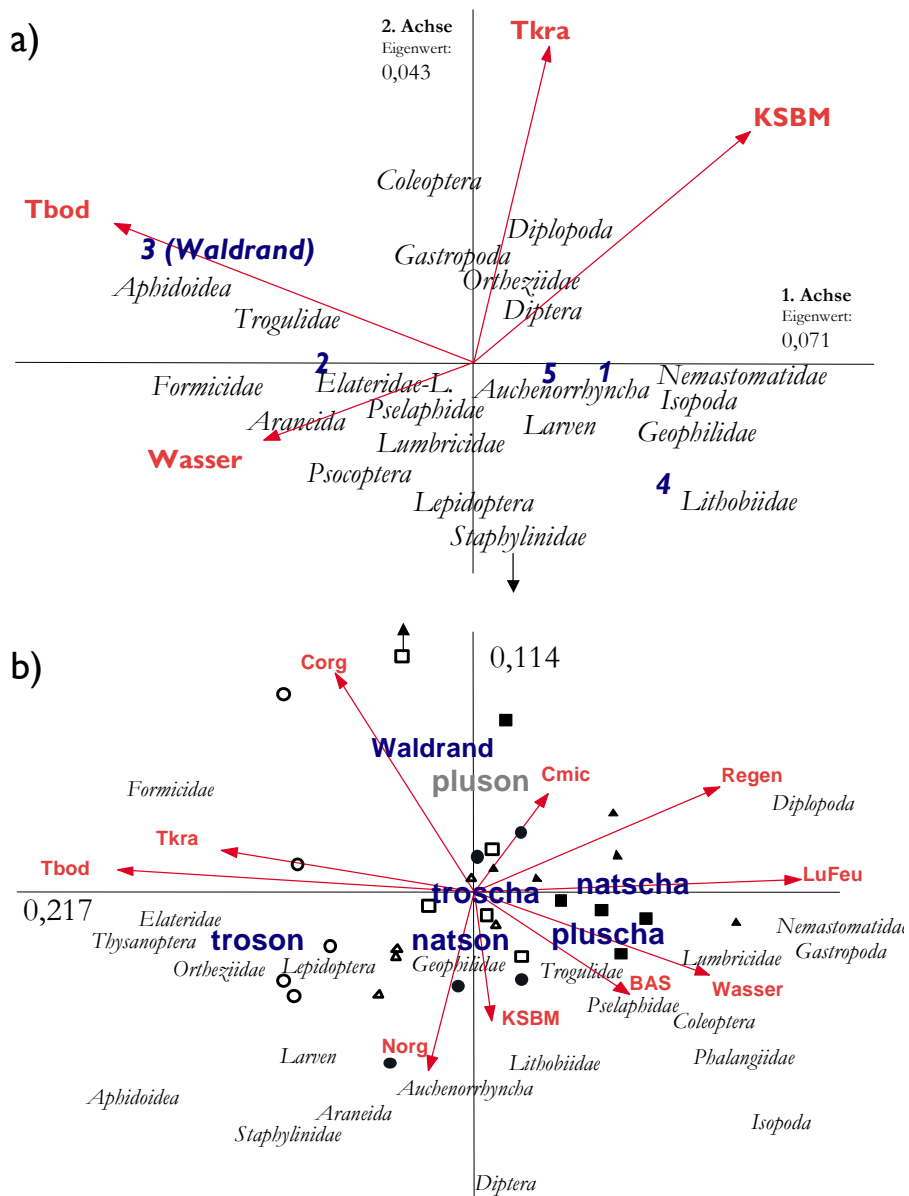 a)
2. Achse
Eigenwert:
0,043
Tkra
KSBM
Coleoptera
Tbod
Diplopoda
3 (Waldrand)
Gastropoda
Ortheziidae
Aphidoidea
1. Achse
Eigenwert:
0,071
Trogulidae
Diptera
2
5
1
Formicidae
Elateridae-L.
Auchenorrhyncha
Nemastomatidae
Isopoda
Araneida
Pselaphidae
Larven
Geophilidae
Wasser
Lumbricidae
Psocoptera
4
Lepidoptera
Lithobiidae
Staphylinidae
b)
Corg
0,114
Waldrand
pluson
Cmic
Regen
Formicidae
Diplopoda
Tkra
Tbod
LuFeu
troscha
natscha
0,217
Elateridae
Nemastomatidae
Thysanoptera
troson
natson
pluscha
Gastropoda
Ortheziidae
Lepidoptera
Geophilidae
Trogulidae
Lumbricidae
BAS
Wasser
Pselaphidae
KSBM
Coleoptera
Norg
Larven
Lithobiidae
Phalangiidae
Auchenorrhyncha
Aphidoidea
Araneida
Isopoda
Staphylinidae
Diptera